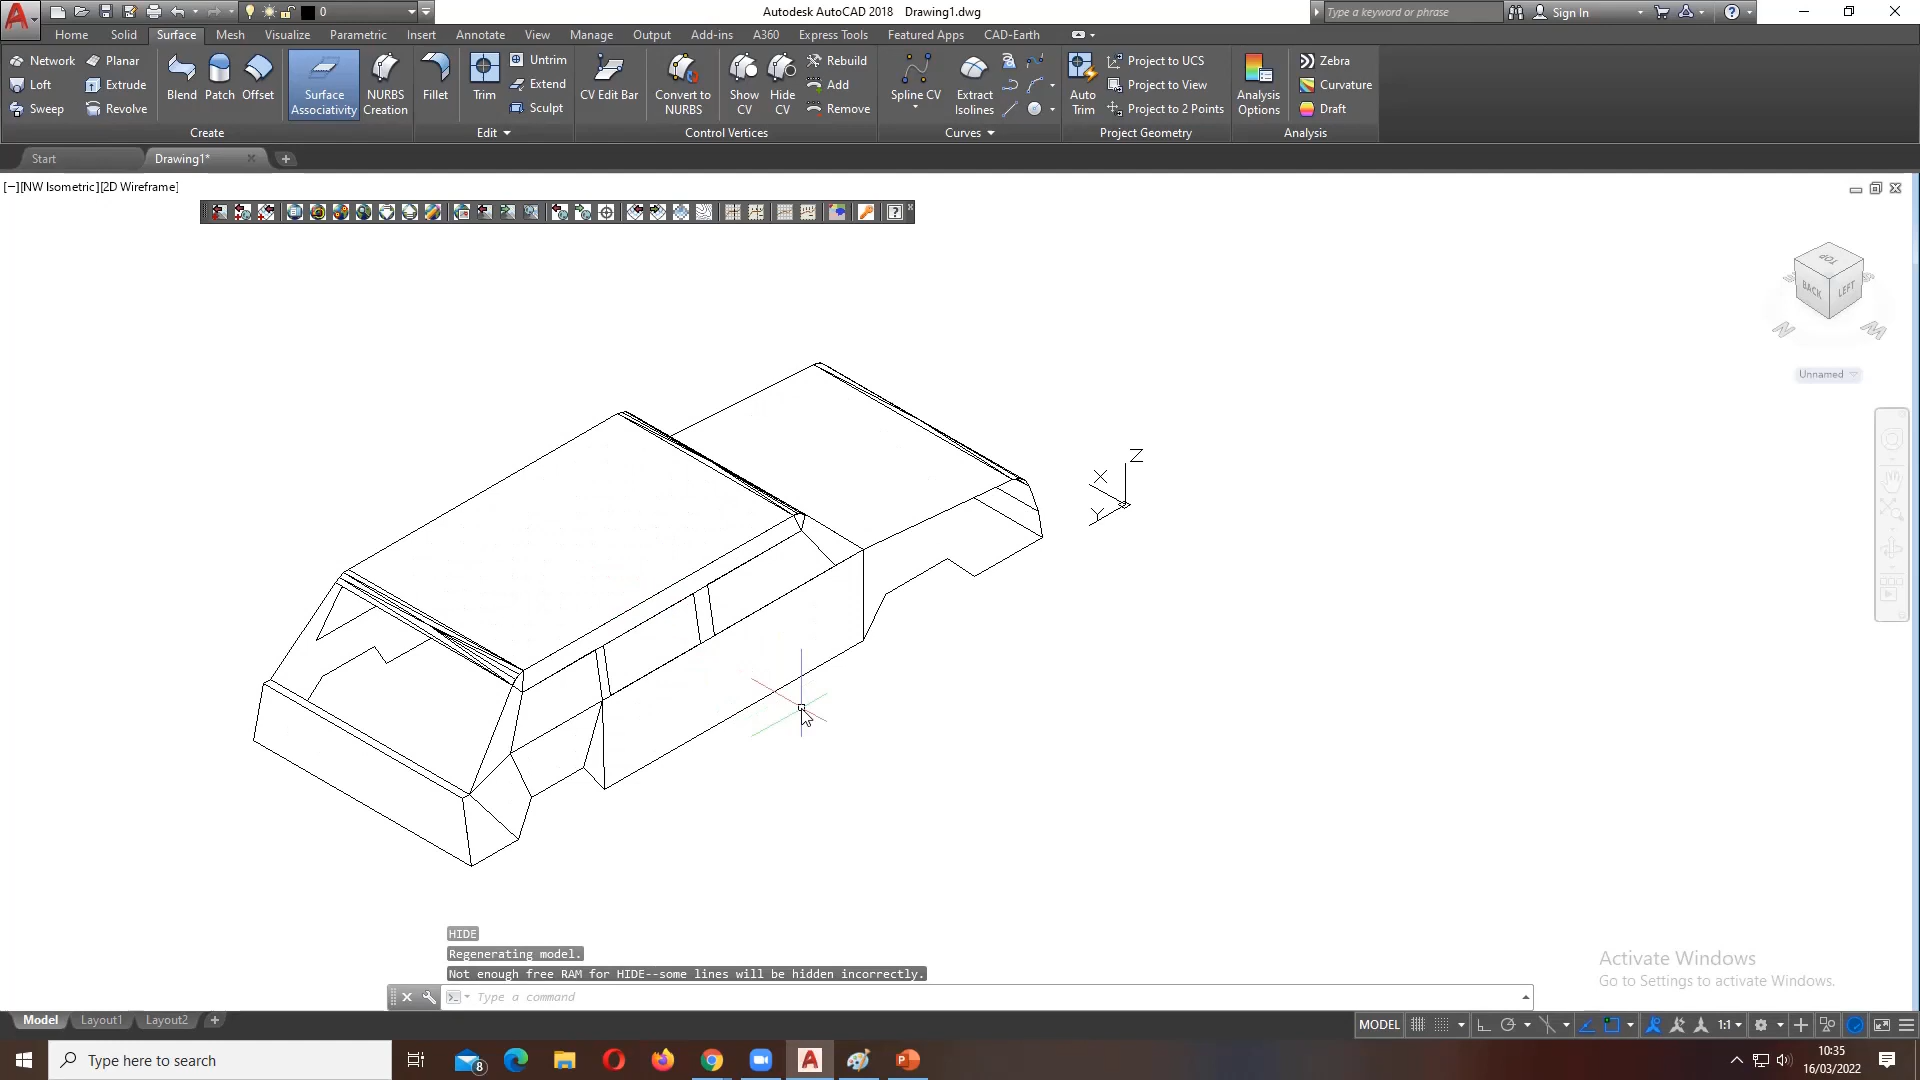 0
Autodesk AutoCAD 2018 Drawing1.dwg
Type a keyword or phrase
Sign In
Home Solid Surface Mesh Visualize Parametric Insert Annotate View Manage Output Add-ins A360 Express Tools Featured Apps CAD-Earth
Network Planar
Loft Extrude
Sweep Revolve
Create
Blend Patch Offset
Surface
Associativity
NURBS
Creation
Fillet
Trim
Untrim
Extend
Sculpt
Edit
CV Edit Bar
Convert to
NURBS
Show
CV
Hide
CV
Rebuild
Add
Remove
Control Vertices
Spline CV
Extract
Isolines
Curves
Auto
Trim
Project to UCS
Project to View
Project to 2 Points
Project Geometry
Analysis
Options
Zebra
Curvature
Draft
Analysis
Start
Drawing1*
[−][NW Isometric][2D Wireframe]
TOP
BACK
LEFT
N
W
Unnamed
Z
X
Y
HIDE
Regenerating model.
Not enough free RAM for HIDE--some lines will be hidden incorrectly.
Type a command
Activate Windows
Go to Settings to activate Windows.
Model Layout1 Layout2
MODEL
1:1
Type here to search
8
10:35
16/03/2022